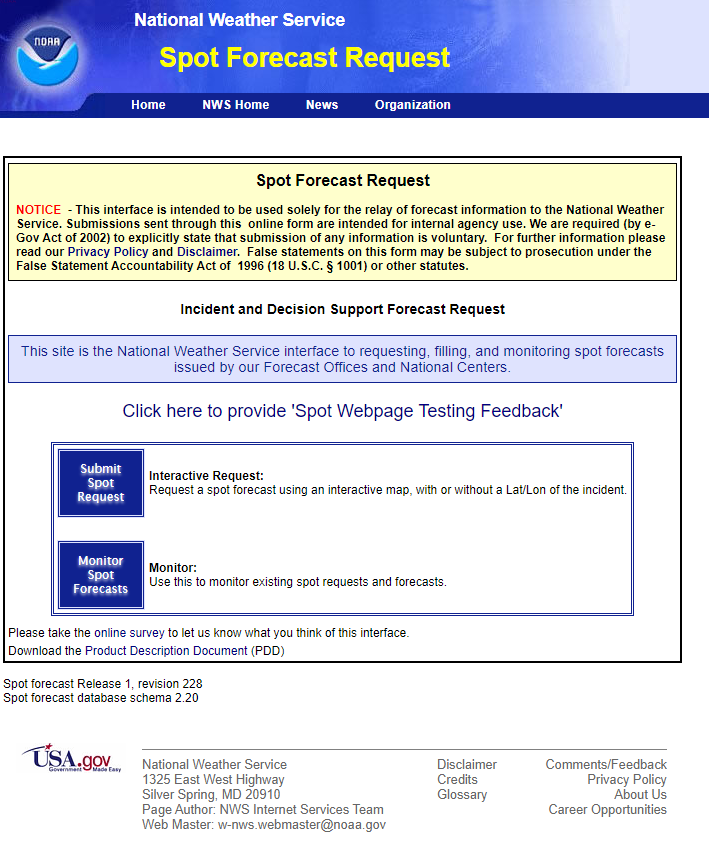 NOAA
National Weather Service
Spot Forecast Request
Home NWS Home News Organization
Spot Forecast Request
NOTICE - This interface is intended to be used solely for the relay of forecast information to the National Weather
Service. Submissions sent through this online form are intended for internal agency use. We are required (by e-
Gov Act of 2002) to explicitly state that submission of any information is voluntary. For further information please
read our Privacy Policy and Disclaimer. False statements on this form may be subject to prosecution under the
False Statement Accountability Act of 1996 (18 U.S.C. § 1001) or other statutes.
Incident and Decision Support Forecast Request
This site is the National Weather Service interface to requesting, filling, and monitoring spot forecasts
issued by our Forecast Offices and National Centers.
Click here to provide 'Spot Webpage Testing Feedback'
Submit
Spot
Request
Interactive Request:
Request a spot forecast using an interactive map, with or without a Lat/Lon of the incident.
Monitor
Spot
Forecasts
Monitor:
Use this to monitor existing spot requests and forecasts.
Please take the online survey to let us know what you think of this interface.
Download the Product Description Document (PDD)
Spot forecast Release 1, revision 228
Spot forecast database schema 2.20
USA.gov
Government Made Easy
National Weather Service
1325 East West Highway
Silver Spring, MD 20910
Page Author: NWS Internet Services Team
Web Master: w-nws.webmaster@noaa.gov
Disclaimer
Credits
Glossary
Comments/Feedback
Privacy Policy
About Us
Career Opportunities